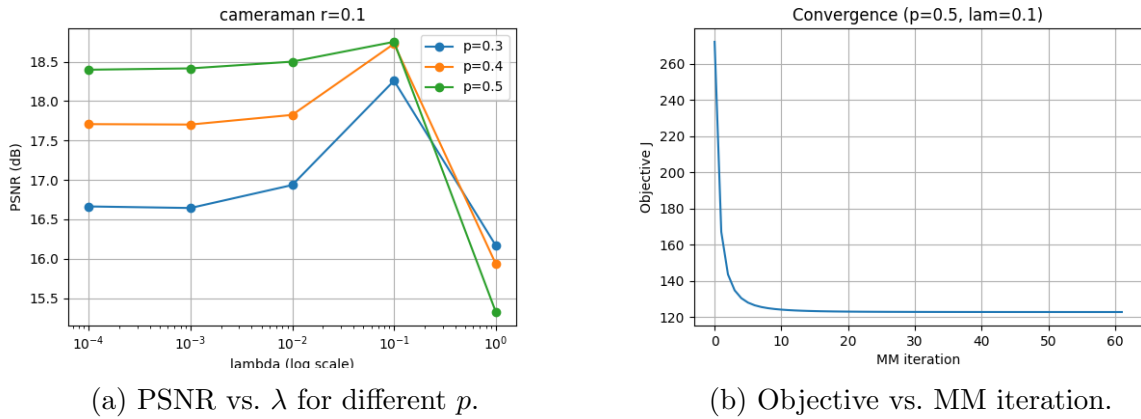 cameraman r=0.1
PSNR (dB)
18.5
18.0
17.5
17.0
16.5
16.0
15.5
p=0.3
p=0.4
p=0.5
10⁻⁴ 10⁻³ 10⁻² 10⁻¹ 10⁰
lambda (log scale)
(a) PSNR vs. λ for different p.
Convergence (p=0.5, lam=0.1)
Objective J
260
240
220
200
180
160
140
120
0 10 20 30 40 50 60
MM iteration
(b) Objective vs. MM iteration.